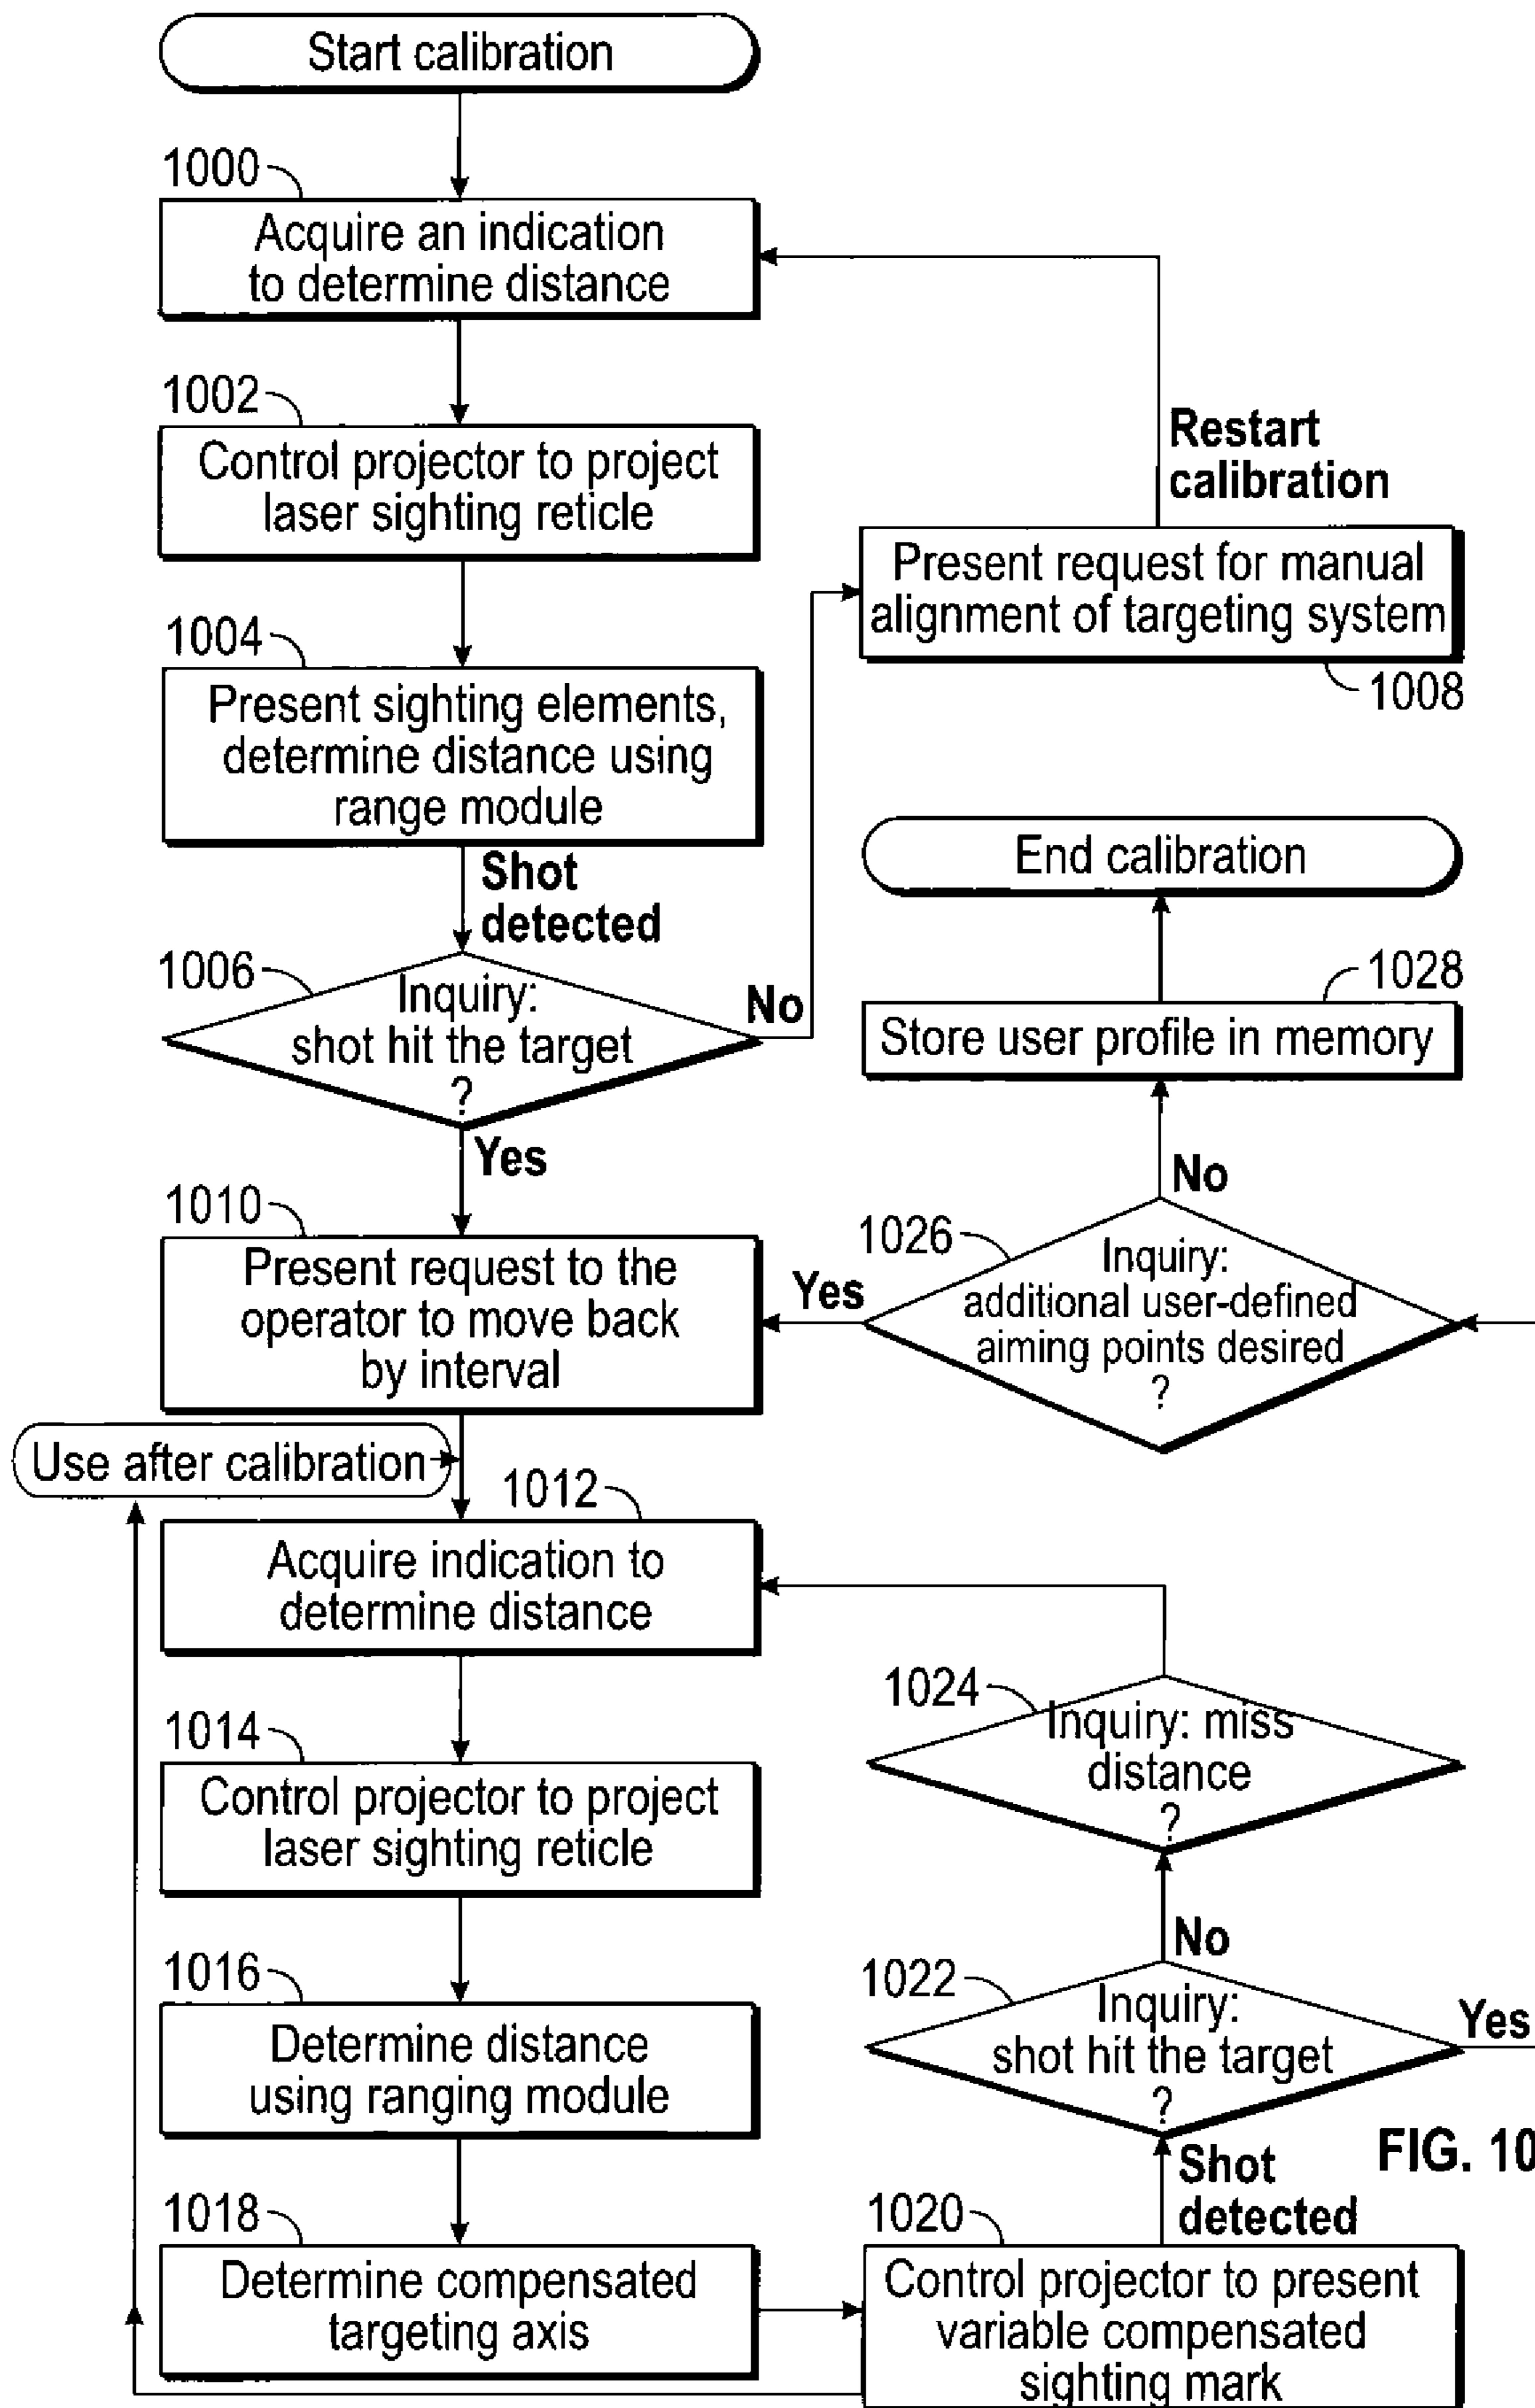 Start calibration
1000
Acquire an indication
to determine distance
1002
Control projector to project
laser sighting reticle
Restart
calibration
Present request for manual
alignment of targeting system
1008
1004
Present sighting elements,
determine distance using
range module
Shot
detected
1006
Inquiry:
shot hit the target
?
No
Yes
End calibration
1028
Store user profile in memory
No
1026
Inquiry:
additional user-defined
aiming points desired
?
Yes
1010
Present request to the
operator to move back
by interval
Use after calibration
1012
Acquire indication to
determine distance
1014
Control projector to project
laser sighting reticle
1016
Determine distance
using ranging module
1018
Determine compensated
targeting axis
1024
Inquiry: miss
distance
?
No
1022
Inquiry:
shot hit the target
?
Yes
Shot
detected
FIG. 10
1020
Control projector to present
variable compensated
sighting mark